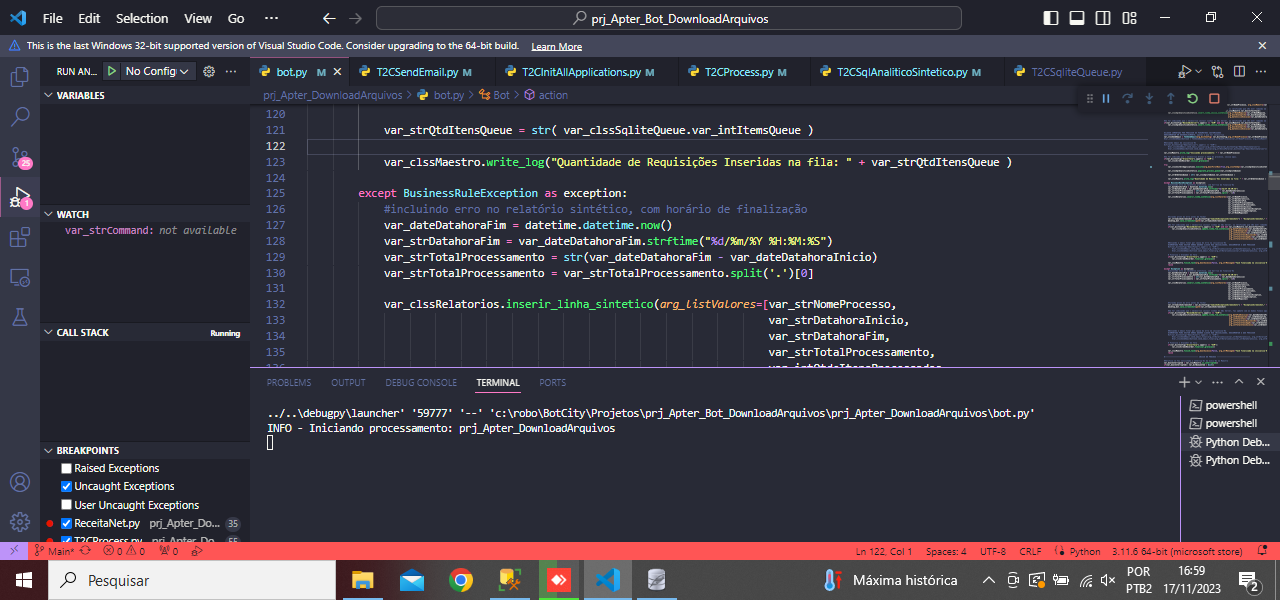 File Edit Selection View Go ··· prj_Apter_Bot_DownloadArquivos
This is the last Windows 32-bit supported version of Visual Studio Code. Consider upgrading to the 64-bit build. Learn More
RUN AN... No Config
bot.py M T2CSendEmail.py M T2CInitAllApplications.py M T2CProcess.py M T2CSqlAnaliticoSintetico.py M T2CSqliteQueue.py
VARIABLES
WATCH
var_strCommand: not available
CALL STACK Running
BREAKPOINTS
Raised Exceptions
Uncaught Exceptions
User Uncaught Exceptions
ReceitaNet.py prj_Apter_Do... 35
T2CProcess.py prj_Apter_Do... 55
25
1
prj_Apter_DownloadArquivos > bot.py > Bot > action
120
121 var_strQtdItensQueue = str( var_clssSqliteQueue.var_intItemsQueue )
122
123 var_clssMaestro.write_log("Quantidade de Requisições Inseridas na fila: " + var_strQtdItensQueue )
124
125 except BusinessRuleException as exception:
126 #incluindo erro no relatório sintético, com horário de finalização
127 var_dateDatahoraFim = datetime.datetime.now()
128 var_strDatahoraFim = var_dateDatahoraFim.strftime("%d/%m/%Y %H:%M:%S")
129 var_strTotalProcessamento = str(var_dateDatahoraFim - var_dateDatahoraInicio)
130 var_strTotalProcessamento = var_strTotalProcessamento.split('.')[0]
131
132 var_clssRelatorios.inserir_linha_sintetico(arg_listValores=[var_strNomeProcesso,
133 var_strDatahoraInicio,
134 var_strDatahoraFim,
135 var_strTotalProcessamento,
PROBLEMS OUTPUT DEBUG CONSOLE TERMINAL PORTS
../..\debugpy\launcher' '59777' '--' 'c:\robo\BotCity\Projetos\prj_Apter_Bot_DownloadArquivos\prj_Apter_DownloadArquivos\bot.py'
INFO - Iniciando processamento: prj_Apter_DownloadArquivos
powershell
powershell
Python Deb...
Python Deb...
Main* 0 0 0 Ln 122, Col 1 Spaces: 4 UTF-8 CRLF Python 3.11.6 64-bit (microsoft store)
Pesquisar
Máxima histórica
POR
PTB2
16:59
17/11/2023
2